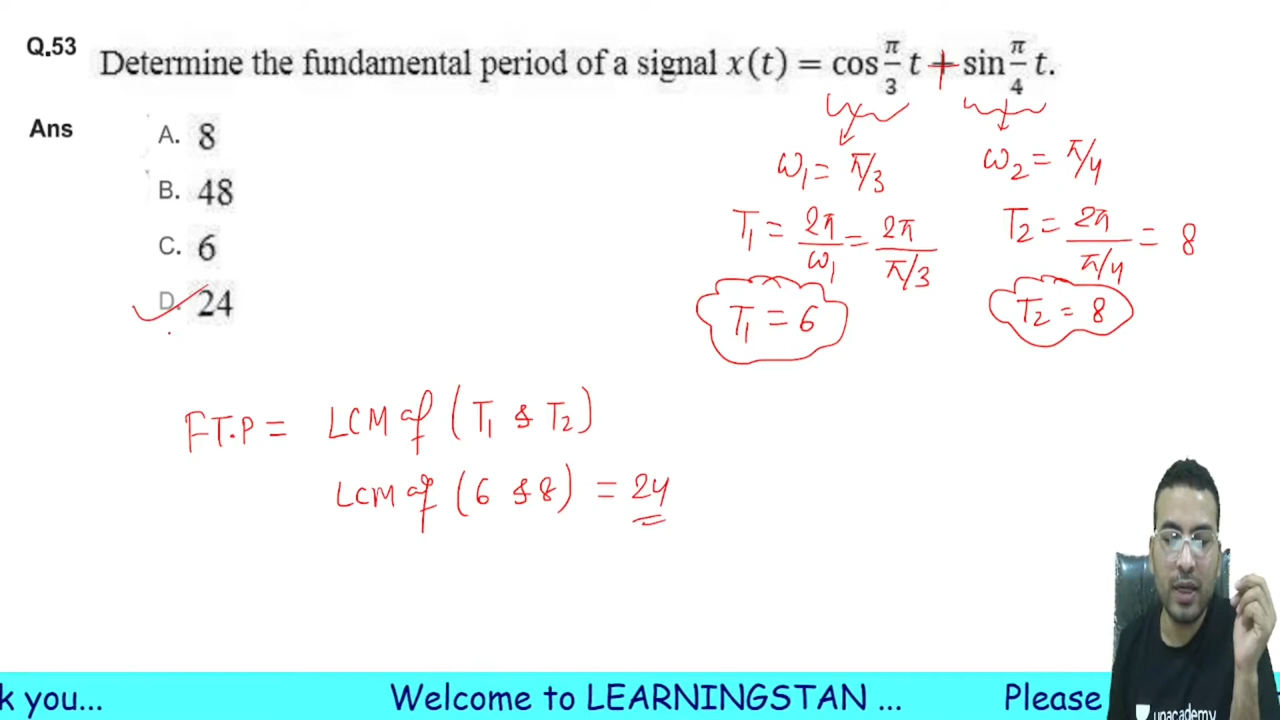 Q.53
Determine the fundamental period of a signal x(t) = cos π/3 t + sin π/4 t.
Ans
A. 8
B. 48
C. 6
D. 24
ω₁ = π/3
ω₂ = π/4
T₁ = 2π/ω₁ = 2π/π/3
T₂ = 2π/π/4 = 8
T₁ = 6
T₂ = 8
F.T.P = LCM of (T₁ & T₂)
LCM of (6 & 8) = 24
k you...
Welcome to LEARNINGSTAN ...
Please
unacademy